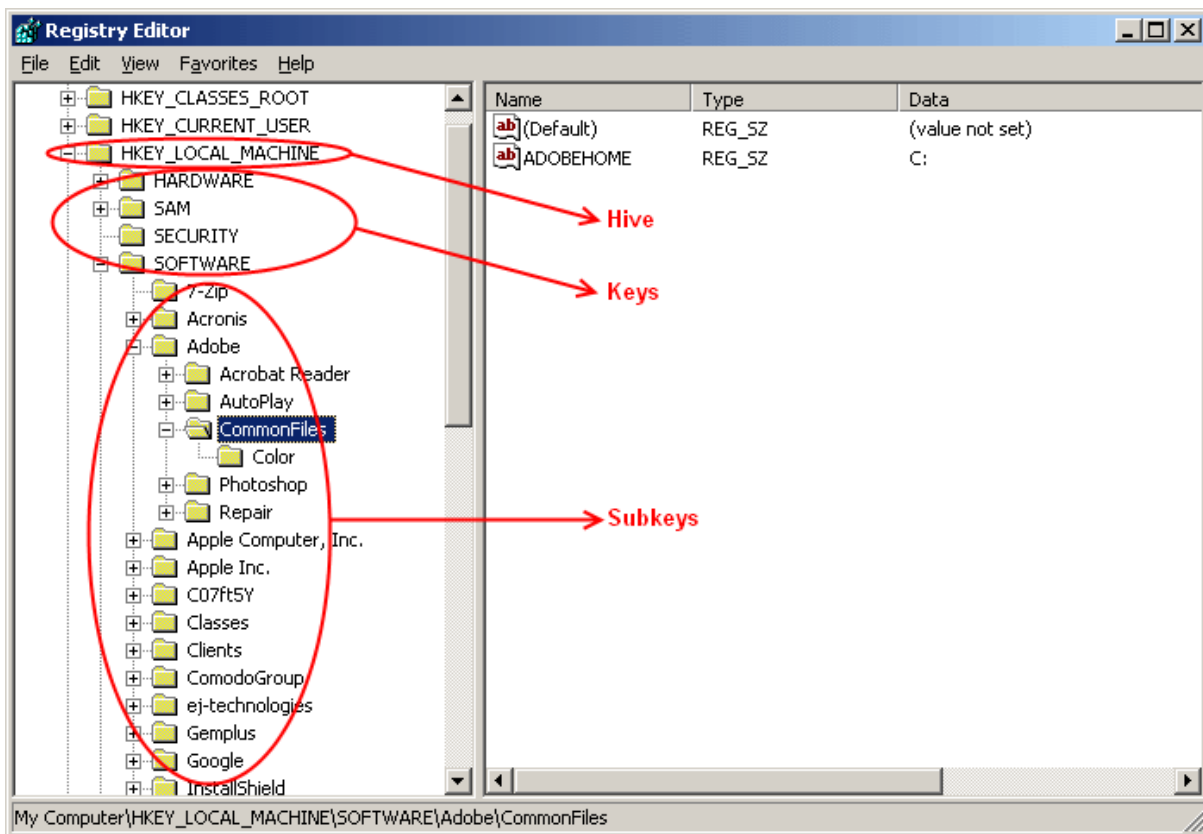 Registry Editor
File Edit View Favorites Help
HKEY_CLASSES_ROOT
HKEY_CURRENT_USER
HKEY_LOCAL_MACHINE
HARDWARE
SAM
SECURITY
SOFTWARE
7-Zip
Acronis
Adobe
Acrobat Reader
AutoPlay
CommonFiles
Color
Photoshop
Repair
Apple Computer, Inc.
Apple Inc.
C07ft5Y
Classes
Clients
ComodoGroup
ej-technologies
Gemplus
Google
InstallShield
Name Type Data
ab (Default) REG_SZ (value not set)
ab ADOBEHOME REG_SZ C:
Hive
Keys
Subkeys
My Computer\HKEY_LOCAL_MACHINE\SOFTWARE\Adobe\CommonFiles